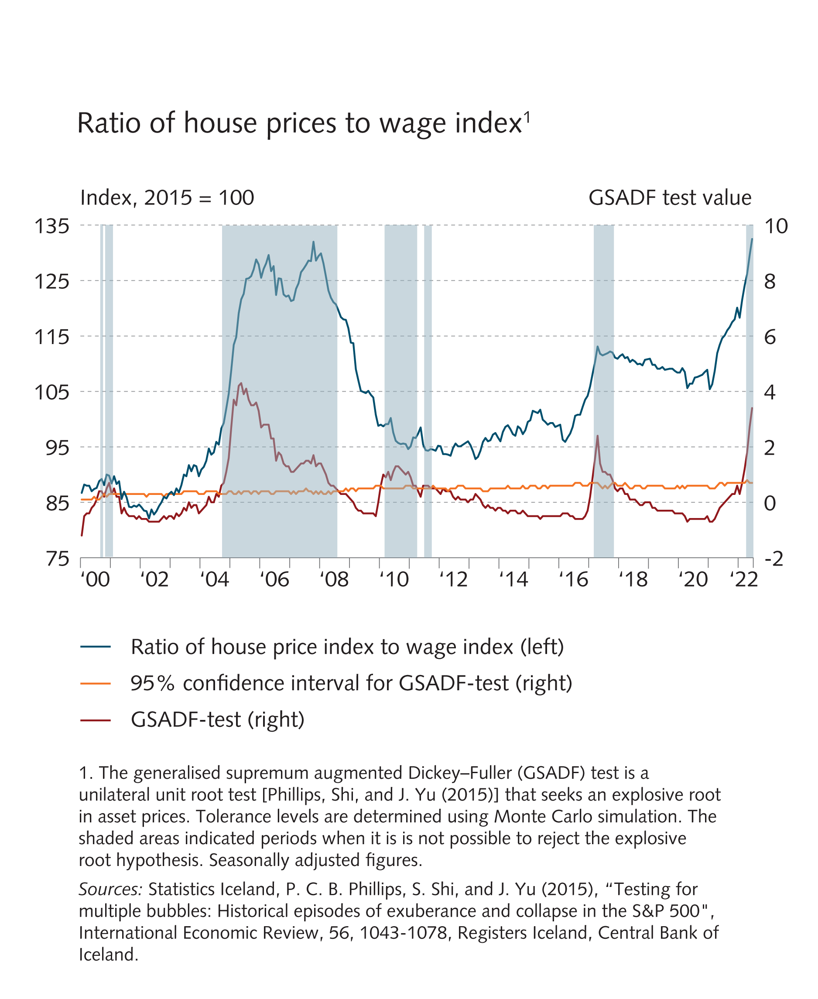 Ratio of house prices to wage index¹
Index, 2015 = 100
GSADF test value
135
125
115
105
95
85
75
10
8
6
4
2
0
-2
‘00 ‘02 ‘04 ‘06 ‘08 ‘10 ‘12 ‘14 ‘16 ‘18 ‘20 ‘22
Ratio of house price index to wage index (left)
95% confidence interval for GSADF-test (right)
GSADF-test (right)
1. The generalised supremum augmented Dickey–Fuller (GSADF) test is a
unilateral unit root test [Phillips, Shi, and J. Yu (2015)] that seeks an explosive root
in asset prices. Tolerance levels are determined using Monte Carlo simulation. The
shaded areas indicated periods when it is is not possible to reject the explosive
root hypothesis. Seasonally adjusted figures.
Sources: Statistics Iceland, P. C. B. Phillips, S. Shi, and J. Yu (2015), “Testing for
multiple bubbles: Historical episodes of exuberance and collapse in the S&P 500",
International Economic Review, 56, 1043-1078, Registers Iceland, Central Bank of
Iceland.